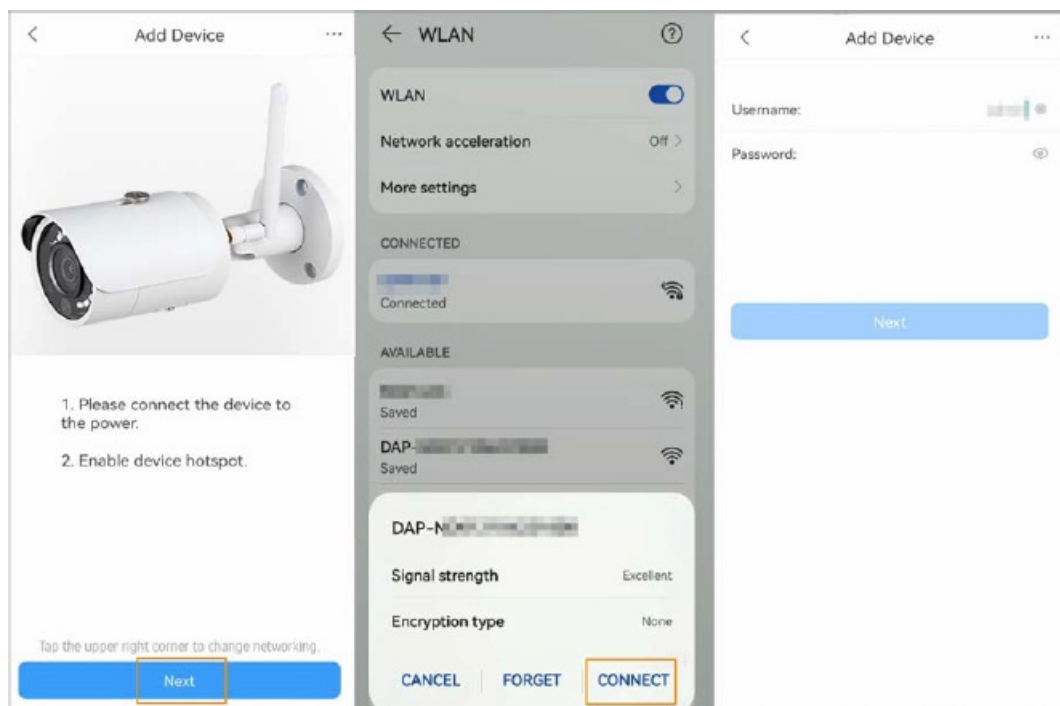 Add Device
...
1. Please connect the device to
the power.
2. Enable device hotspot.
Tap the upper right corner to change networking.
Next
WLAN
WLAN
Network acceleration Off
More settings
CONNECTED
Connected
AVAILABLE
Saved
DAP-
Saved
DAP-N
Signal strength Excellent
Encryption type None
CANCEL FORGET CONNECT
Add Device
...
Username:
Password:
Next